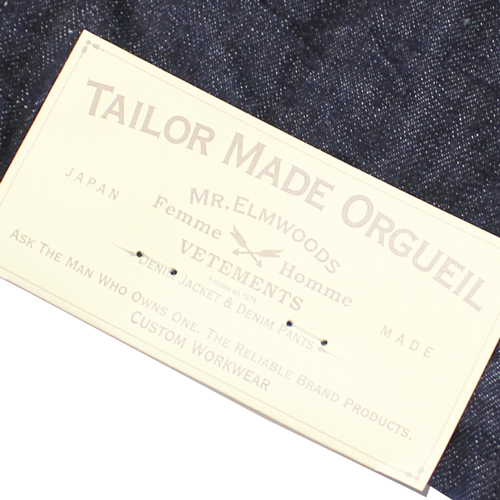 TAILOR MADE ORGUEIL
MR. ELMWOODS
JAPAN
MADE
Femme Homme
VETEMENTS
DENIM JACKET & DENIM PANTS
ASK THE MAN WHO OWNS ONE. THE RELIABLE BRAND PRODUCTS.
CUSTOM WORKWEAR